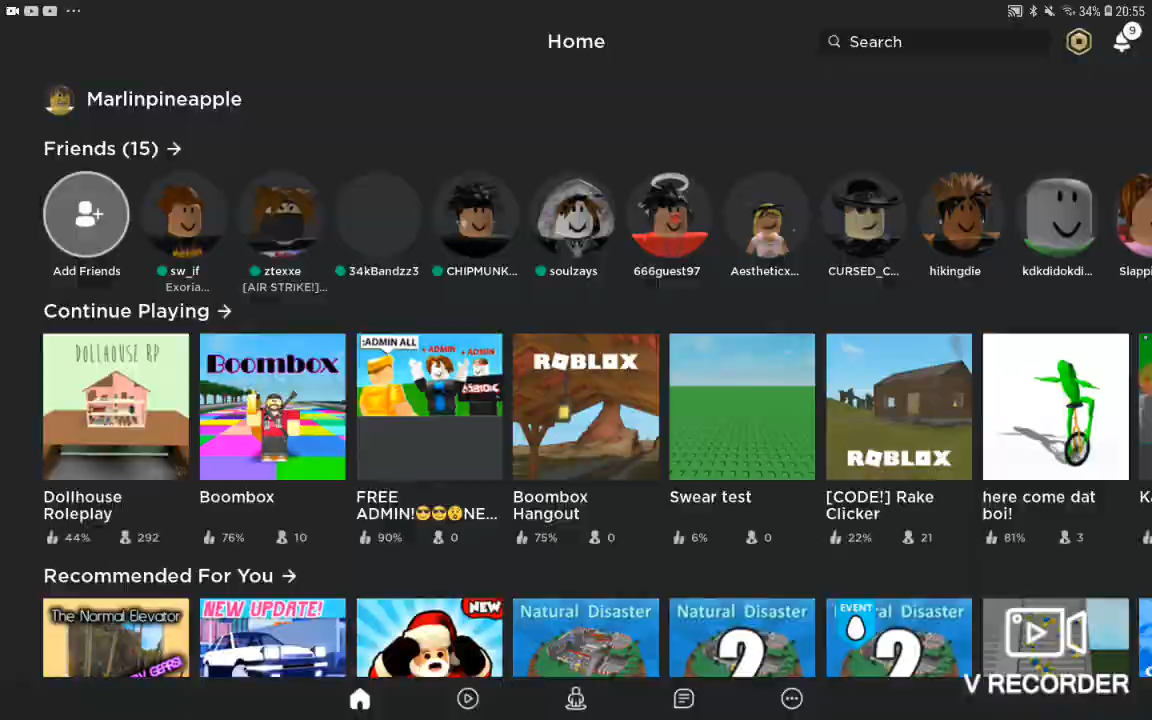 34% 20:55
Home
Search
9
Marlinpineapple
Friends (15) →
Add Friends
sw_if
Exoria...
ztexxe
[AIR STRIKE!]...
34kBandzz3
CHIPMUNK...
soulzays
666guest97
Aestheticx...
CURSED_C...
hikingdie
kdkdidokdi...
Slappi
Continue Playing →
DOLLHOUSE RP
Boombox
:ADMIN ALL
+ ADMIN
+ ADMIN
ROBLOX
ROBLOX
Dollhouse
Roleplay
44% 292
Boombox
76% 10
FREE
ADMIN!😎😎😯NE...
90% 0
Boombox
Hangout
75% 0
Swear test
6% 0
[CODE!] Rake
Clicker
22% 21
here come dat
boi!
81% 3
Recommended For You →
The Normal Elevator
NEW UPDATE!
NEW
Natural Disaster
Natural Disaster
?
EVENT
al Disaster
?
V RECORDER